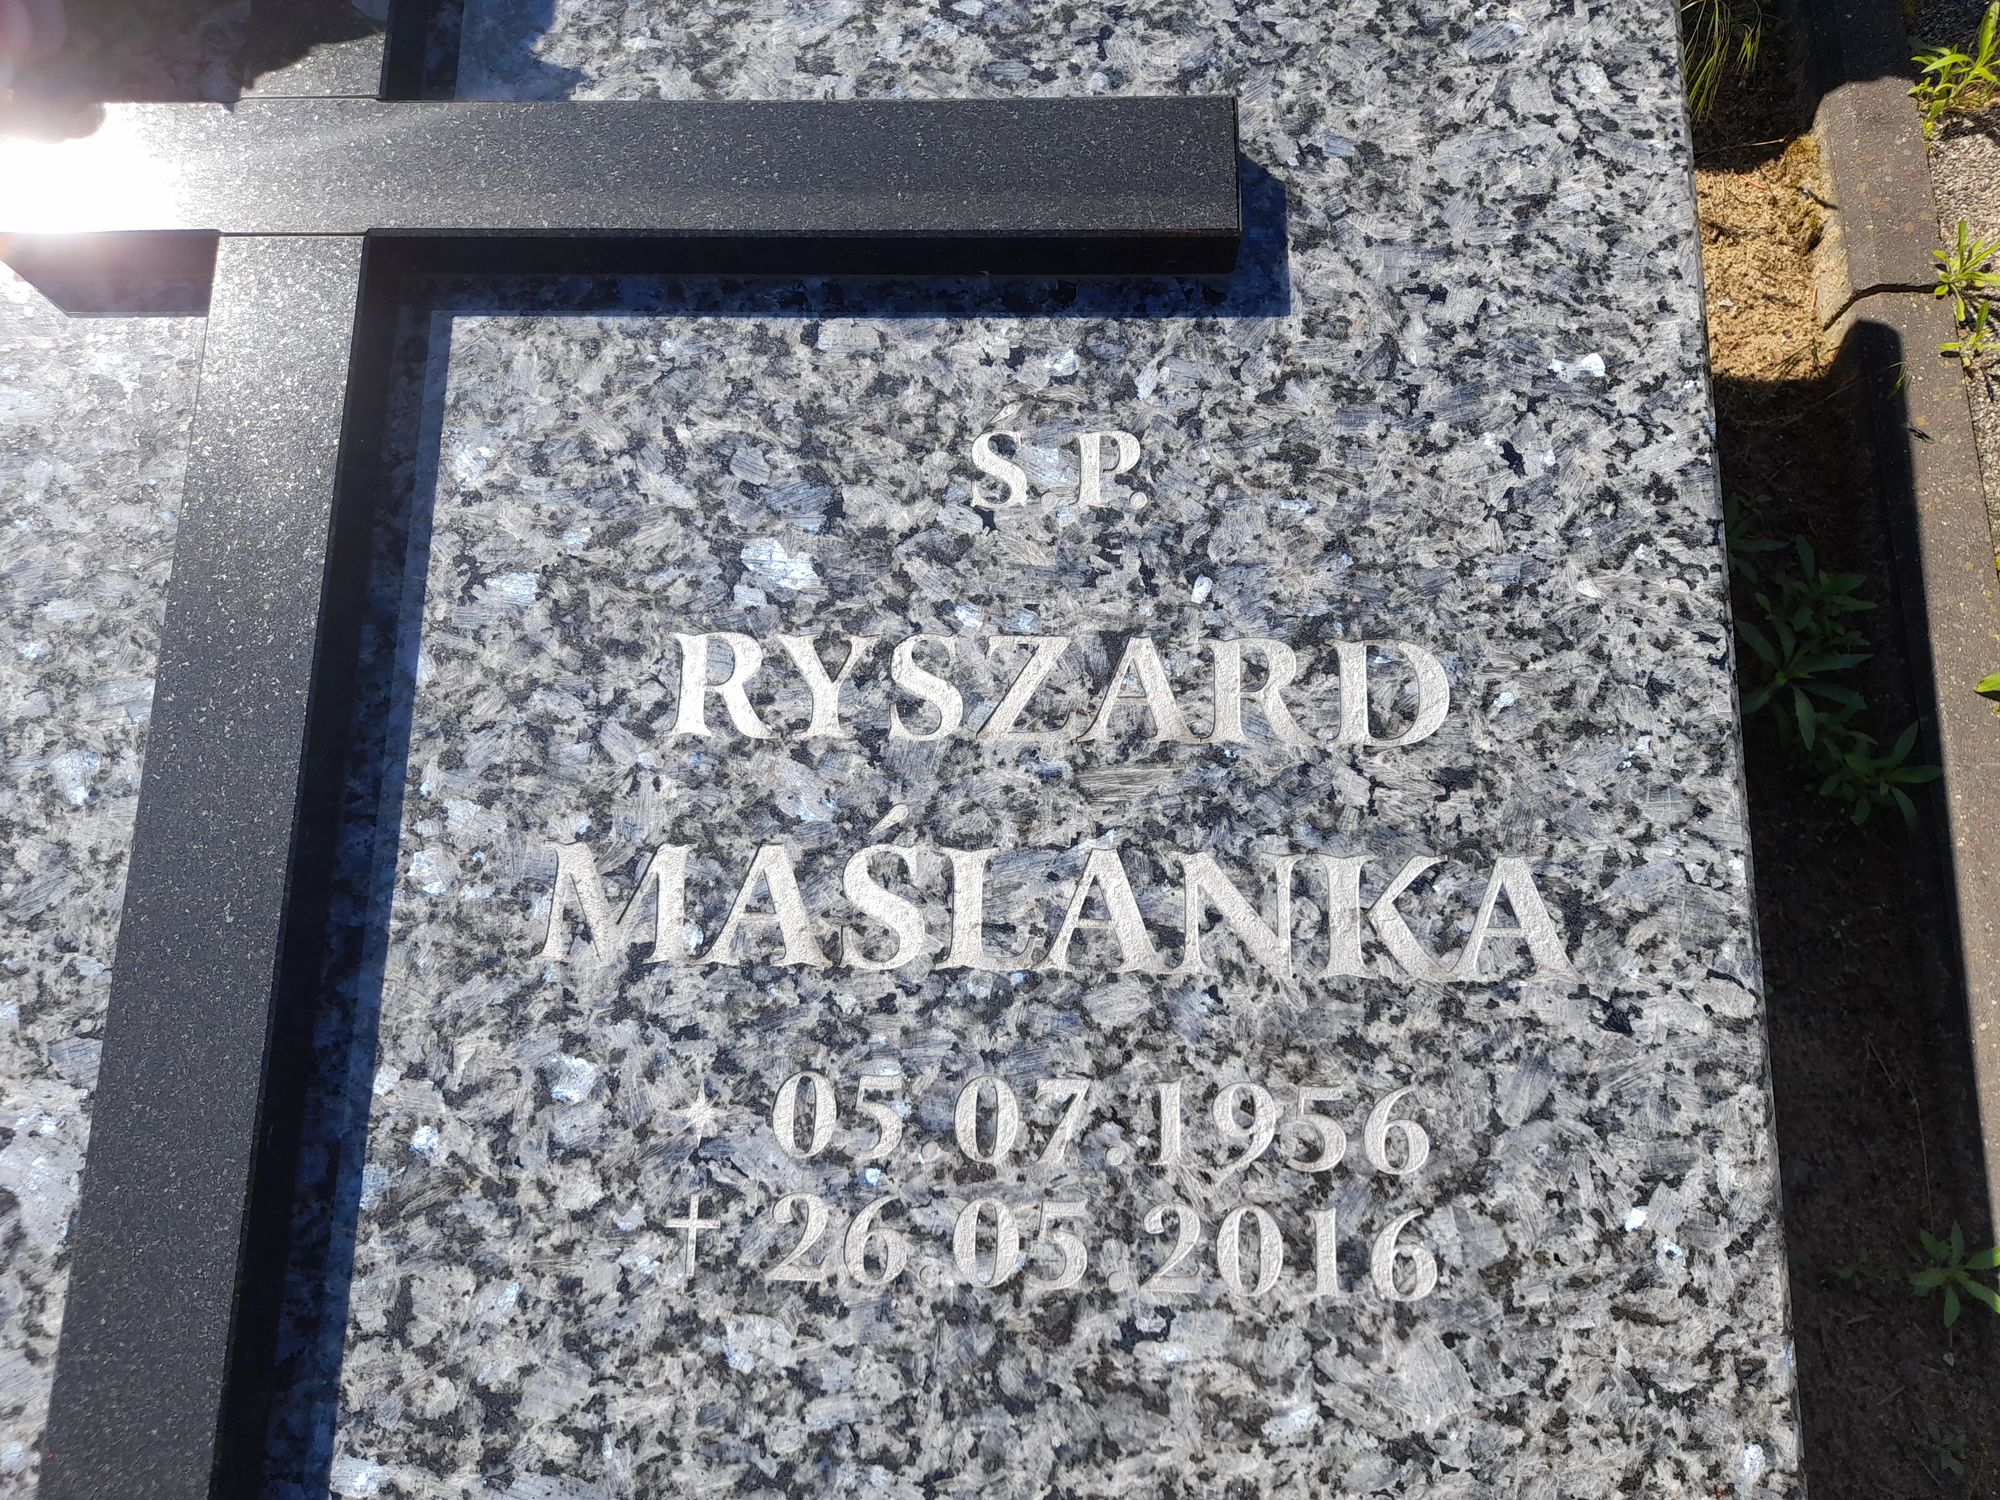 Ś.P.
RYSZARD
MAŚLANKA
* 05.07.1956
† 26.05.2016